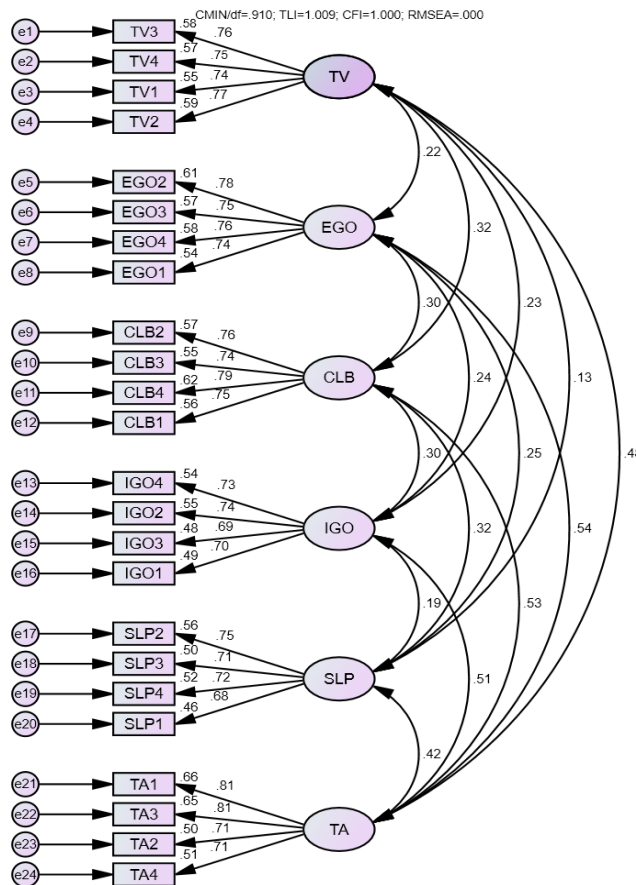 CMIN/df=.910; TLI=1.009; CFI=1.000; RMSEA=.000
e1 TV3 .58 .76
e2 TV4 .57 .75
e3 TV1 .55 .74
e4 TV2 .59 .77
TV
.22
e5 EGO2 .61 .78
e6 EGO3 .57 .75
e7 EGO4 .58 .76
e8 EGO1 .54 .74
EGO
.32
.30
.23
e9 CLB2 .57 .76
e10 CLB3 .55 .74
e11 CLB4 .62 .79
e12 CLB1 .56 .75
CLB
.24
.13
.30
.25
.48
e13 IGO4 .54 .73
e14 IGO2 .55 .74
e15 IGO3 .48 .69
e16 IGO1 .49 .70
IGO
.32
.54
.19
.53
e17 SLP2 .56 .75
e18 SLP3 .50 .71
e19 SLP4 .52 .72
e20 SLP1 .46 .68
SLP
.51
.42
e21 TA1 .66 .81
e22 TA3 .65 .81
e23 TA2 .50 .71
e24 TA4 .51 .71
TA